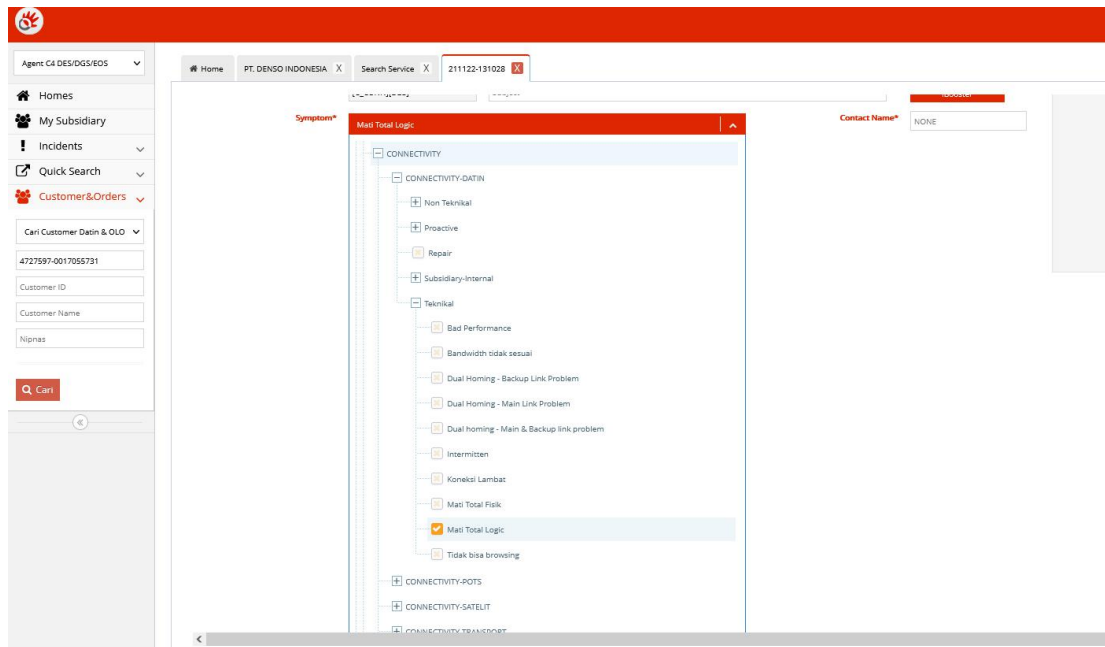 Agent C4 DES/DGS/EOS
Homes
My Subsidiary
Incidents
Quick Search
Customer&Orders
Cari Customer Datin & OLO
4727597-0017055731
Customer ID
Customer Name
Nipnas
Cari
Home PT. DENSO INDONESIA X Search Service X 211122-131028 X
Symptom*
Mati Total Logic
Contact Name*
NONE
CONNECTIVITY
CONNECTIVITY-DATIN
Non Teknikal
Proactive
Repair
Subsidiary-Internal
Teknikal
Bad Performance
Bandwidth tidak sesuai
Dual Homing - Backup Link Problem
Dual Homing - Main Link Problem
Dual homing - Main & Backup link problem
Intermitten
Koneksi Lambat
Mati Total Fisik
Mati Total Logic
Tidak bisa browsing
CONNECTIVITY-POTS
CONNECTIVITY-SATELIT
CONNECTIVITY-TRANSPORT